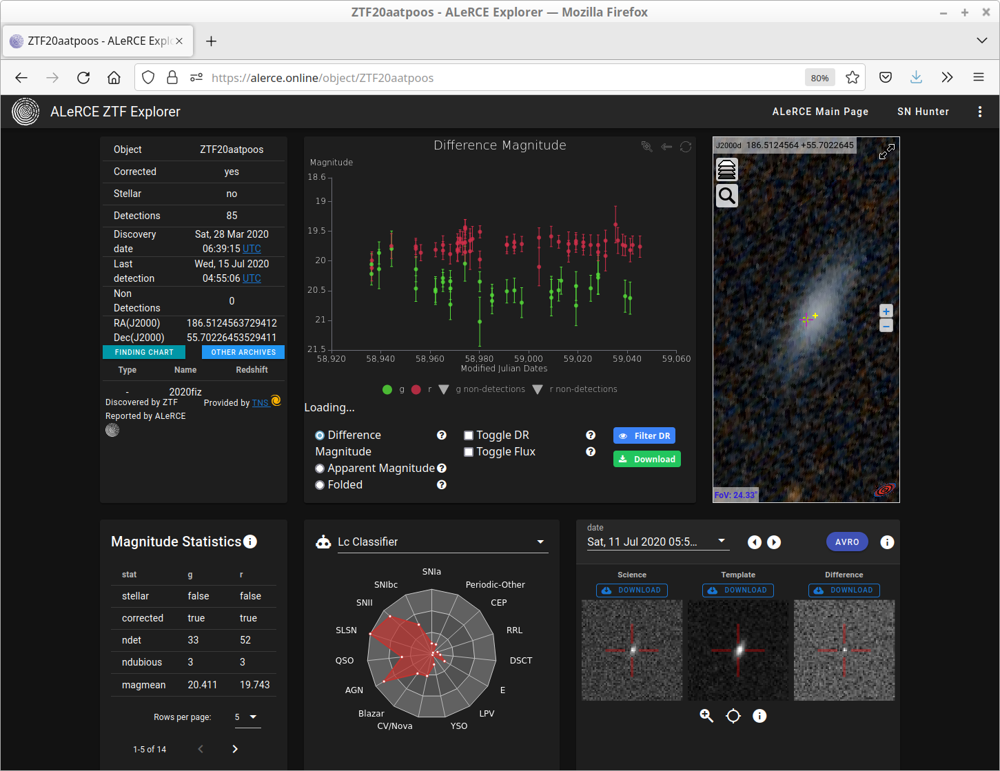 ZTF20aatpoos - ALeRCE Explorer — Mozilla Firefox
ZTF20aatpoos - ALeRCE Expl
https://alerce.online/object/ZTF20aatpoos
80%
ALeRCE ZTF Explorer
ALeRCE Main Page
SN Hunter
Object ZTF20aatpoos
Corrected yes
Stellar no
Detections 85
Discovery date Sat, 28 Mar 2020 06:39:15 UTC
Last detection Wed, 15 Jul 2020 04:55:06 UTC
Non Detections 0
RA(J2000) 186.5124563729412
Dec(J2000) 55.70226453529411
FINDING CHART
OTHER ARCHIVES
Type Name Redshift
- 2020fiz
Discovered by ZTF
Provided by TNS
Reported by ALeRCE
Difference Magnitude
Magnitude
18.6
19
19.5
20
20.5
21
21.5
58,920 58,940 58,960 58,980 59,000 59,020 59,040 59,060
Modified Julian Dates
g r g non-detections r non-detections
Loading...
Difference Magnitude
Apparent Magnitude
Folded
Toggle DR
Toggle Flux
Filter DR
Download
J2000d 186.5124564 +55.7022645
+
−
FoV: 24.33"
Magnitude Statistics
stat g r
stellar false false
corrected true true
ndet 33 52
ndubious 3 3
magmean 20.411 19.743
Rows per page: 5
1-5 of 14
Lc Classifier
SNIa
SNIbc
SNII
SLSN
QSO
AGN
Blazar
CV/Nova
YSO
LPV
E
DSCT
RRL
CEP
Periodic-Other
date
Sat, 11 Jul 2020 05:5...
AVRO
Science Template Difference
DOWNLOAD DOWNLOAD DOWNLOAD